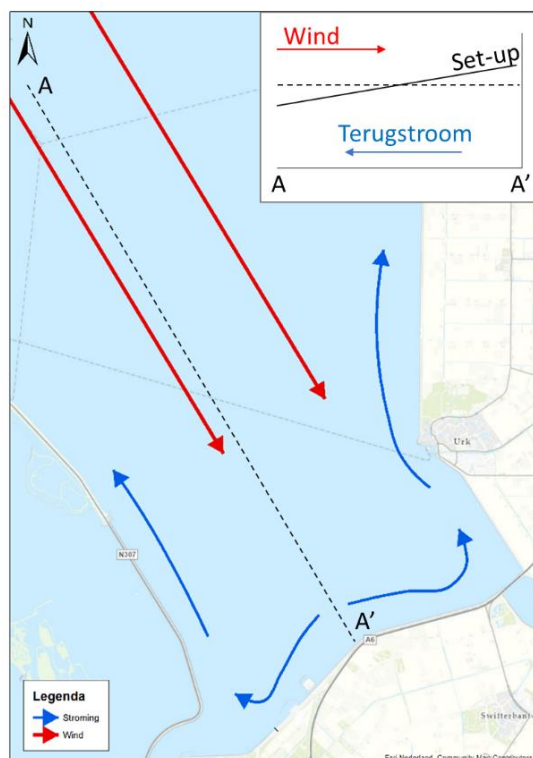 N
A
Wind
Set-up
Terugstroom
A
A'
Urk
N307
A'
A6
Legenda
Stroming
Wind
Swifterbant
Esri Nederland, Community Map Contributors